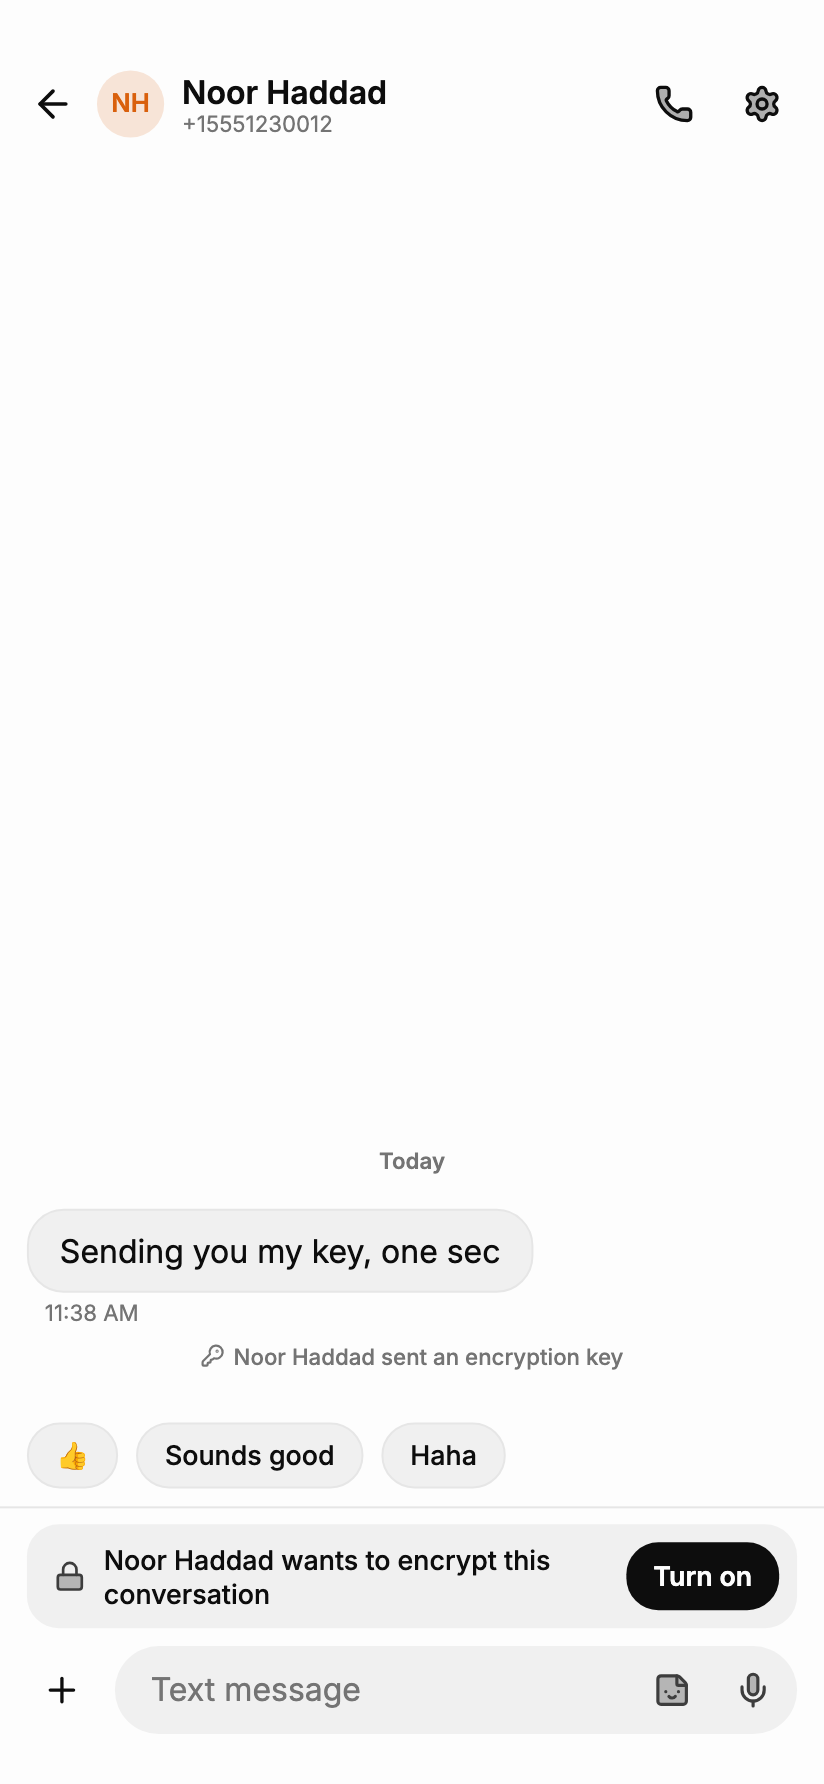 NH
Noor Haddad
+15551230012
Today
Sending you my key, one sec
11:38 AM
Noor Haddad sent an encryption key
👍
Sounds good
Haha
Noor Haddad wants to encrypt this
conversation
Turn on
Text message